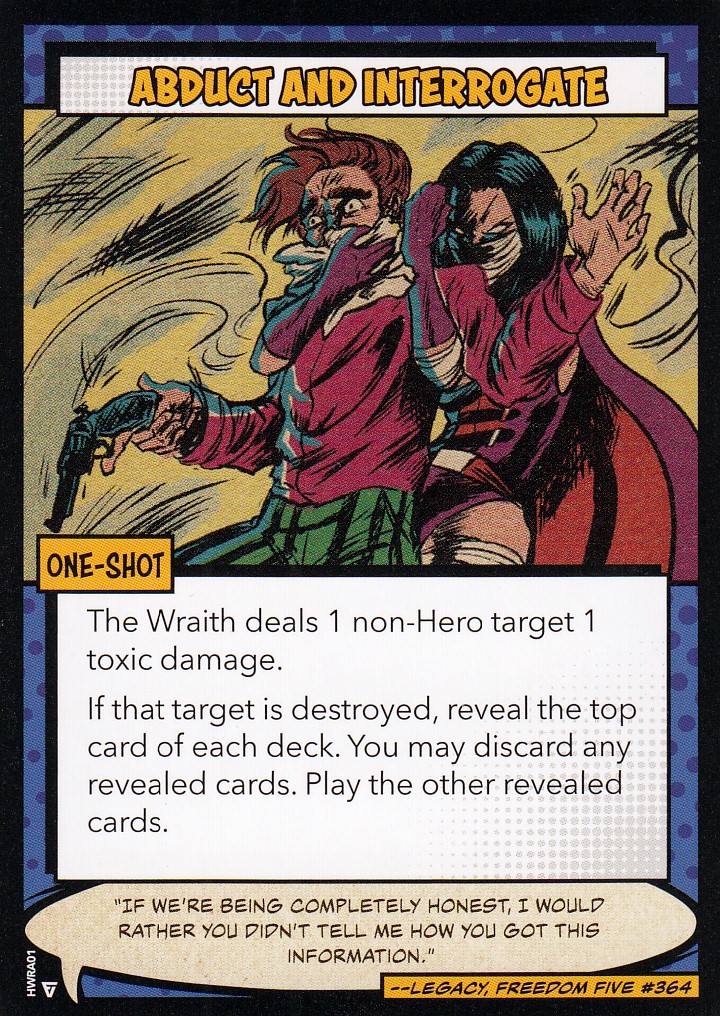 ABDUCT AND INTERROGATE
ONE-SHOT
The Wraith deals 1 non-Hero target 1
toxic damage.
If that target is destroyed, reveal the top
card of each deck. You may discard any
revealed cards. Play the other revealed
cards.
"IF WE'RE BEING COMPLETELY HONEST, I WOULD
RATHER YOU DIDN'T TELL ME HOW YOU GOT THIS
INFORMATION."
--LEGACY, FREEDOM FIVE #364
HWRA01